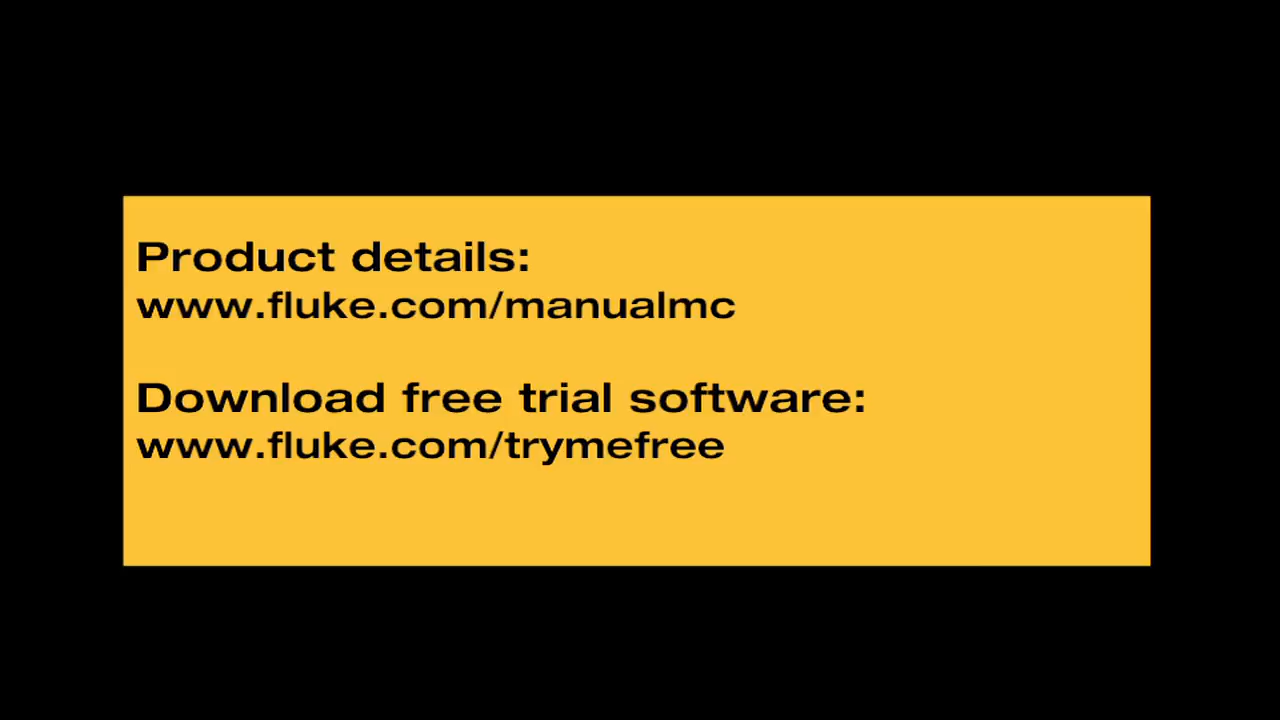 Product details:
www.fluke.com/manualmc
Download free trial software:
www.fluke.com/trymefree